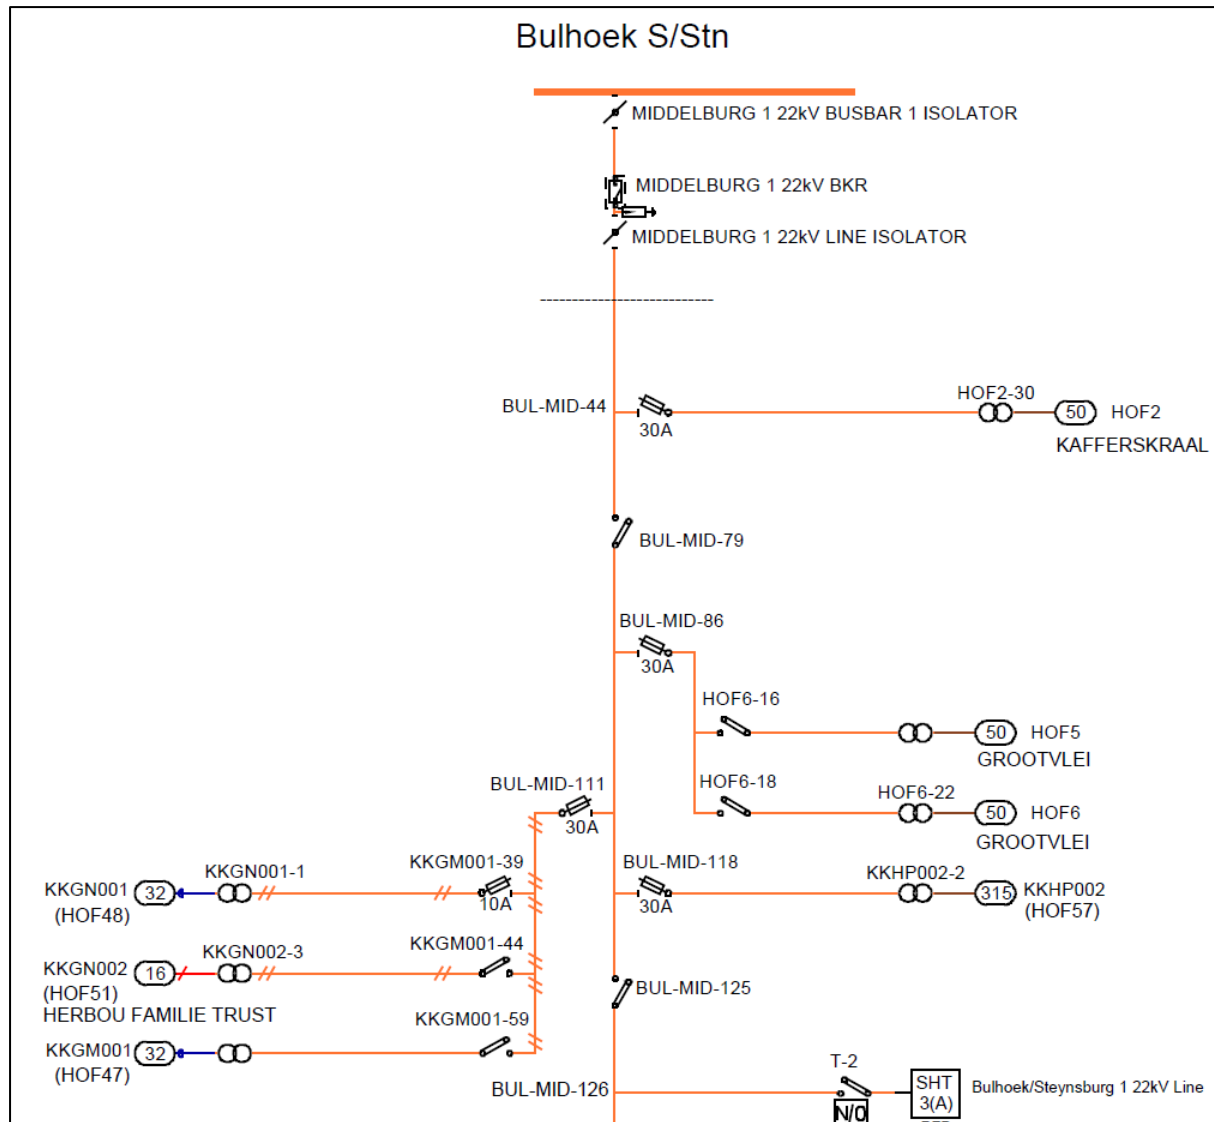 Bulhoek S/Stn
MIDDELBURG 1 22kV BUSBAR 1 ISOLATOR
MIDDELBURG 1 22kV BKR
MIDDELBURG 1 22kV LINE ISOLATOR
HOF2-30
BUL-MID-44
50
HOF2
30A
KAFFERSKRAAL
BUL-MID-79
BUL-MID-86
30A
HOF6-16
50
HOF5
GROOTVLEI
HOF6-18
BUL-MID-111
HOF6-22
50
HOF6
30A
GROOTVLEI
KKGM001-39
BUL-MID-118
KKGN001-1
KKHP002-2
KKGN001
32
315
KKHP002
10A
30A
(HOF48)
(HOF57)
KKGM001-44
KKGN002-3
KKGN002
16
BUL-MID-125
(HOF51)
HERBOU FAMILIE TRUST
KKGM001-59
KKGM001
32
(HOF47)
T-2
BUL-MID-126
SHT
Bulhoek/Steynsburg 1 22kV Line
3(A)
N/O